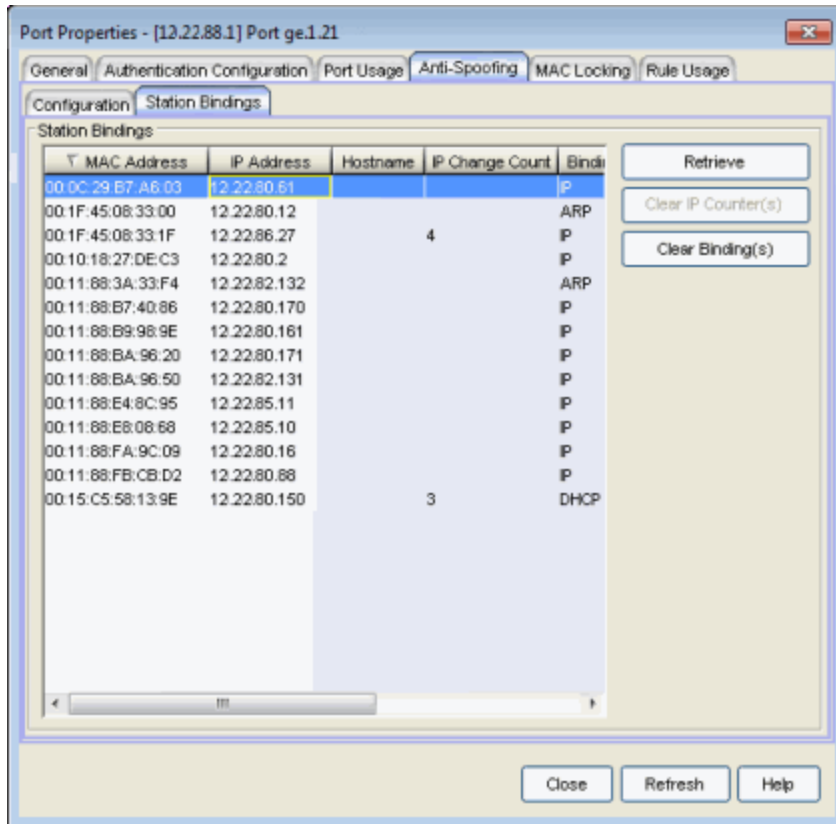 Port Properties - [12.22.88.1] Port ge.1.21
General Authentication Configuration Port Usage Anti-Spoofing MAC Locking Rule Usage
Configuration Station Bindings
Station Bindings
MAC Address IP Address Hostname IP Change Count Bindi
00:0C:29:B7:A6:03 12.22.80.61 IP
00:1F:45:08:33:00 12.22.80.12 ARP
00:1F:45:08:33:1F 12.22.86.27 4 IP
00:10:18:27:DE:C3 12.22.80.2 IP
00:11:88:3A:33:F4 12.22.82.132 ARP
00:11:88:B7:40:86 12.22.80.170 IP
00:11:88:B9:98:9E 12.22.80.161 IP
00:11:88:BA:96:20 12.22.80.171 IP
00:11:88:BA:96:50 12.22.82.131 IP
00:11:88:E4:8C:95 12.22.85.11 IP
00:11:88:E8:08:68 12.22.85.10 IP
00:11:88:FA:9C:09 12.22.80.16 IP
00:11:88:FB:CB:D2 12.22.80.88 IP
00:15:C5:58:13:9E 12.22.80.150 3 DHCP
Retrieve
Clear IP Counter(s)
Clear Binding(s)
Close Refresh Help